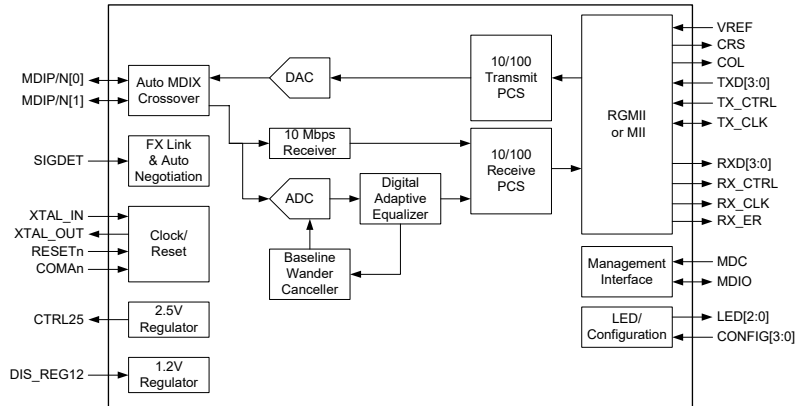 MDIP/N[0]
MDIP/N[1]
SIGDET
XTAL_IN
XTAL_OUT
RESETn
COMAn
CTRL25
DIS_REG12
Auto MDIX
Crossover
FX Link
& Auto
Negotiation
Clock/
Reset
2.5V
Regulator
1.2V
Regulator
DAC
10 Mbps
Receiver
ADC
Baseline
Wander
Canceller
Digital
Adaptive
Equalizer
10/100
Transmit
PCS
10/100
Receive
PCS
RGMII
or MII
Management
Interface
LED/
Configuration
VREF
CRS
COL
TXD[3:0]
TX_CTRL
TX_CLK
RXD[3:0]
RX_CTRL
RX_CLK
RX_ER
MDC
MDIO
LED[2:0]
CONFIG[3:0]